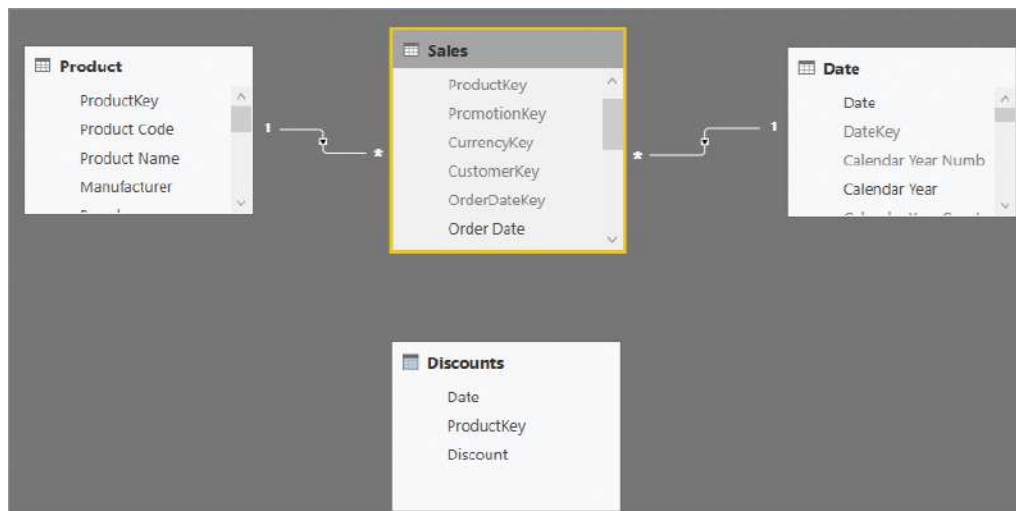 Product
ProductKey
Product Code
Product Name
Manufacturer
1
*
Sales
ProductKey
PromotionKey
CurrencyKey
CustomerKey
OrderDateKey
Order Date
*
1
Date
Date
DateKey
Calendar Year Numb
Calendar Year
Discounts
Date
ProductKey
Discount